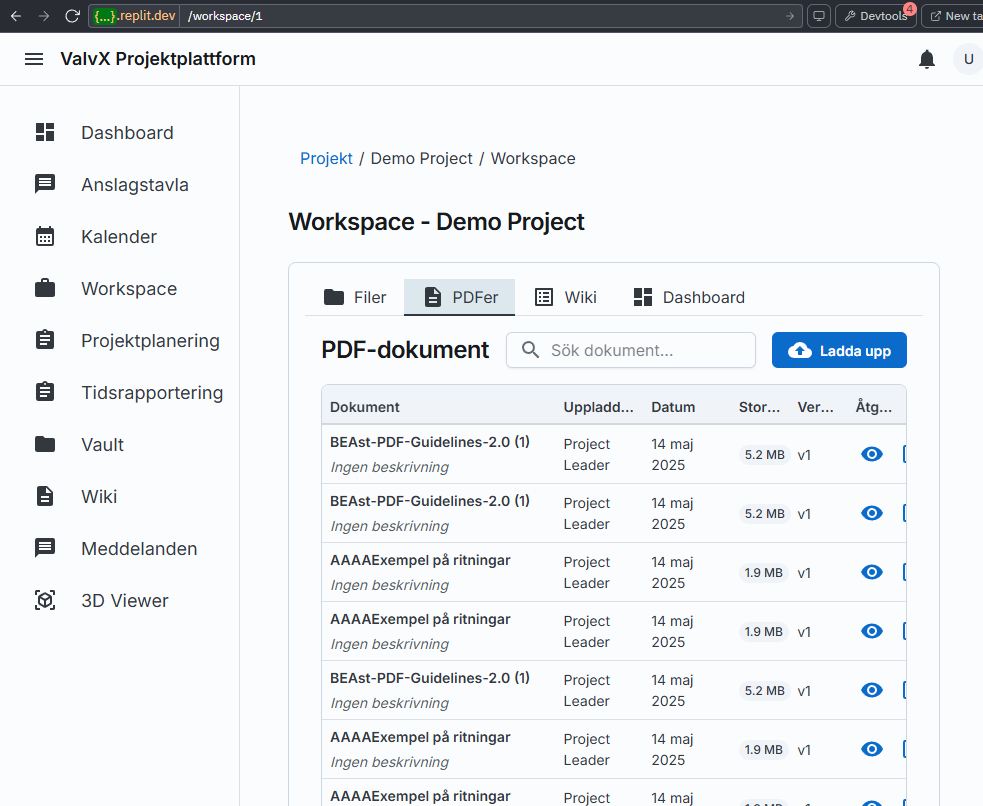 {...}.replit.dev /workspace/1 Devtools 4 New ta
ValvX Projektplattform U
Dashboard
Anslagstavla
Kalender
Workspace
Projektplanering
Tidsrapportering
Vault
Wiki
Meddelanden
3D Viewer
Projekt / Demo Project / Workspace
Workspace - Demo Project
Filer PDFer Wiki Dashboard
PDF-dokument Sök dokument... Ladda upp
Dokument Uppladd... Datum Stor... Ver... Åtg...
BEAst-PDF-Guidelines-2.0 (1) Project 14 maj
Ingen beskrivning Leader 2025 5.2 MB v1
BEAst-PDF-Guidelines-2.0 (1) Project 14 maj
Ingen beskrivning Leader 2025 5.2 MB v1
AAAAExempel på ritningar Project 14 maj
Ingen beskrivning Leader 2025 1.9 MB v1
AAAAExempel på ritningar Project 14 maj
Ingen beskrivning Leader 2025 1.9 MB v1
BEAst-PDF-Guidelines-2.0 (1) Project 14 maj
Ingen beskrivning Leader 2025 5.2 MB v1
AAAAExempel på ritningar Project 14 maj
Ingen beskrivning Leader 2025 1.9 MB v1
AAAAExempel på ritningar Project 14 maj